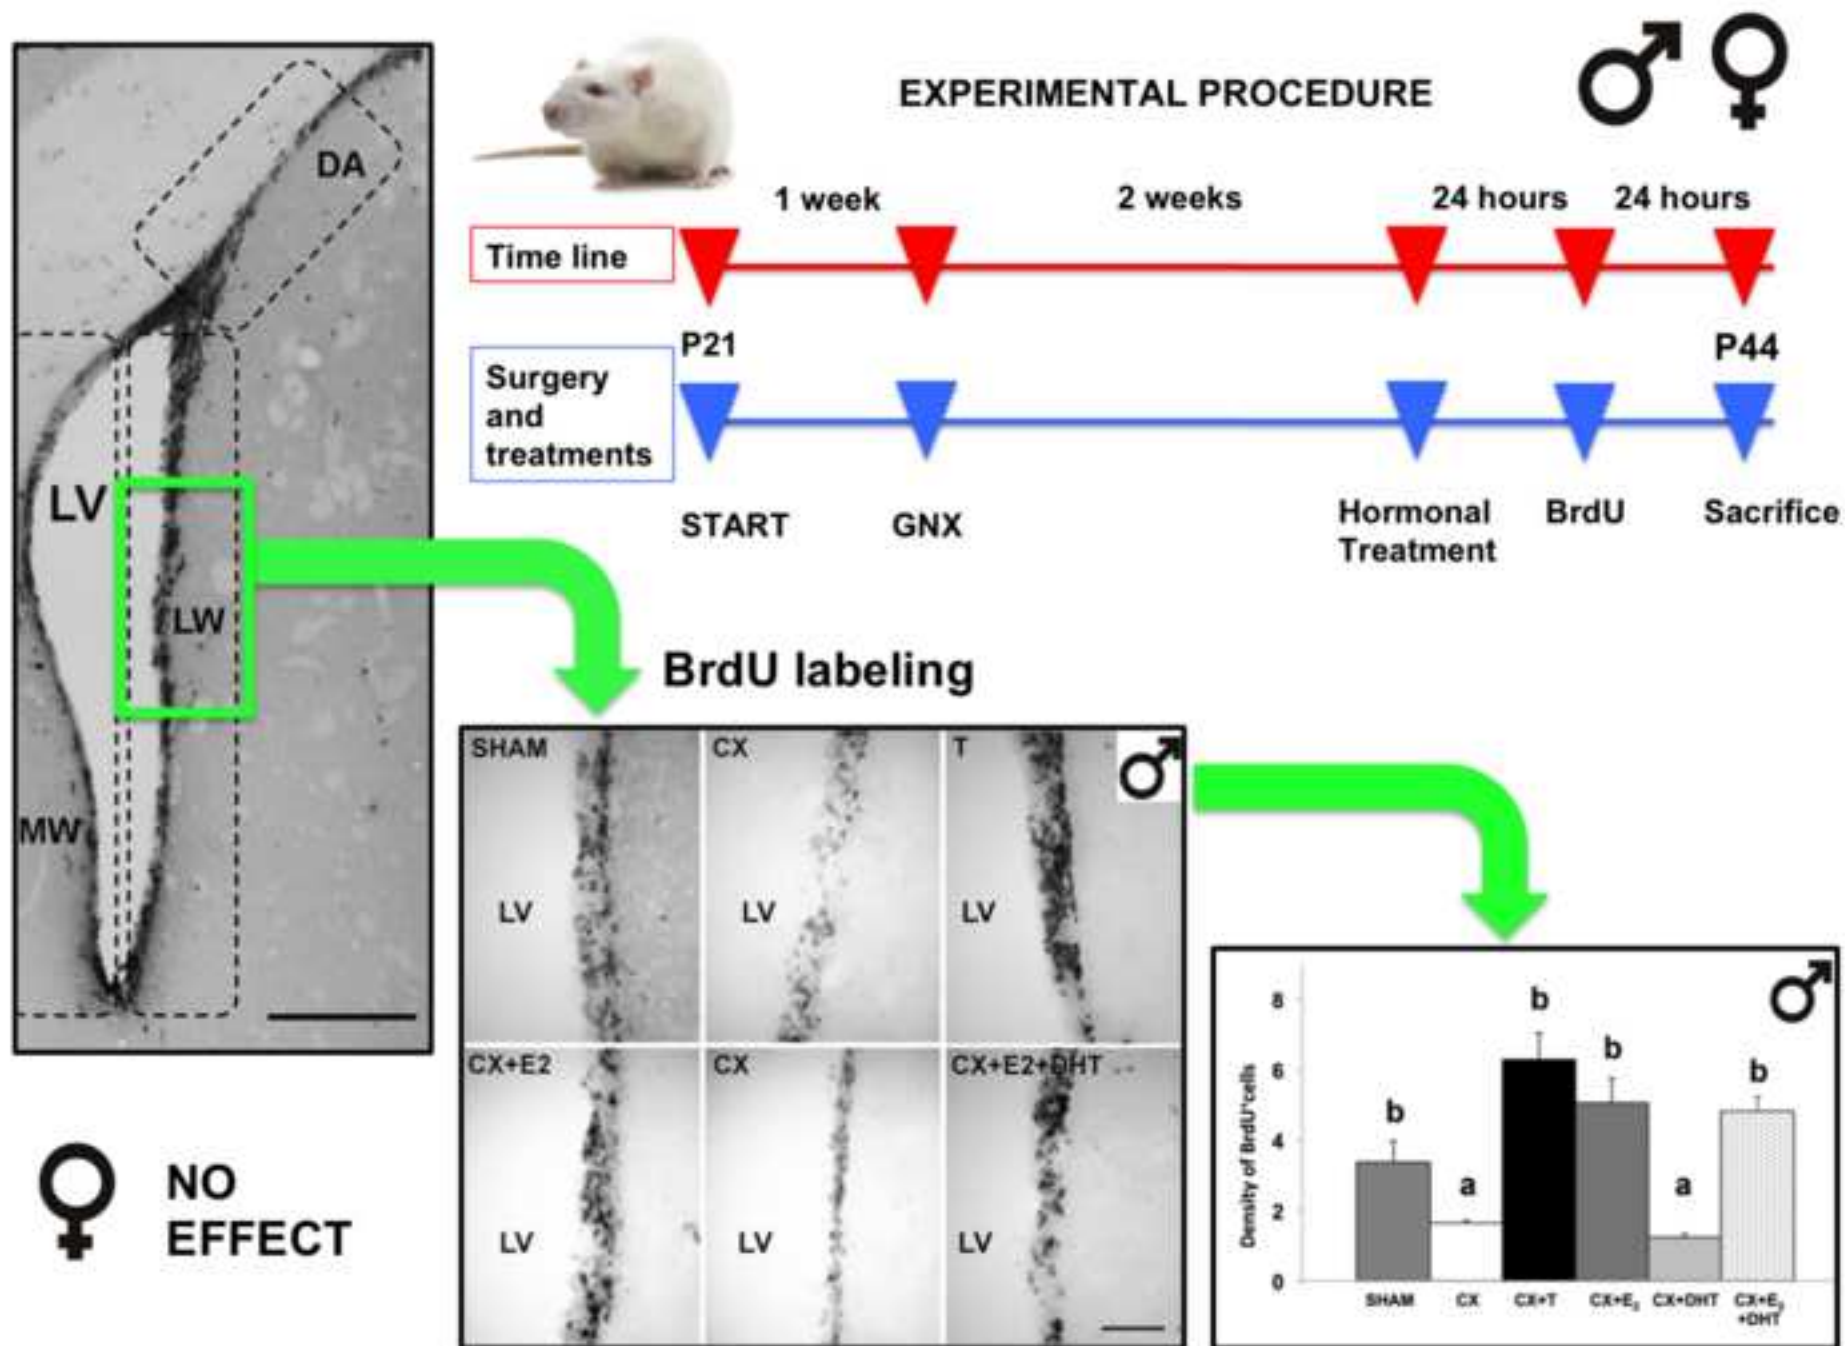 DA
LV
LW
MW
EXPERIMENTAL PROCEDURE
1 week
2 weeks
24 hours
24 hours
Time line
P21
P44
Surgery
and
treatments
START
GNX
Hormonal
Treatment
BrdU
Sacrifice
BrdU labeling
SHAM
CX
T
LV
LV
LV
CX+E2
CX
CX+E2+DHT
LV
LV
LV
NO
EFFECT
Density of BrdU⁺cells
8
6
4
2
0
b
a
b
b
a
b
SHAM
CX
CX+T
CX+E₂
CX+DHT
CX+E₂
+DHT